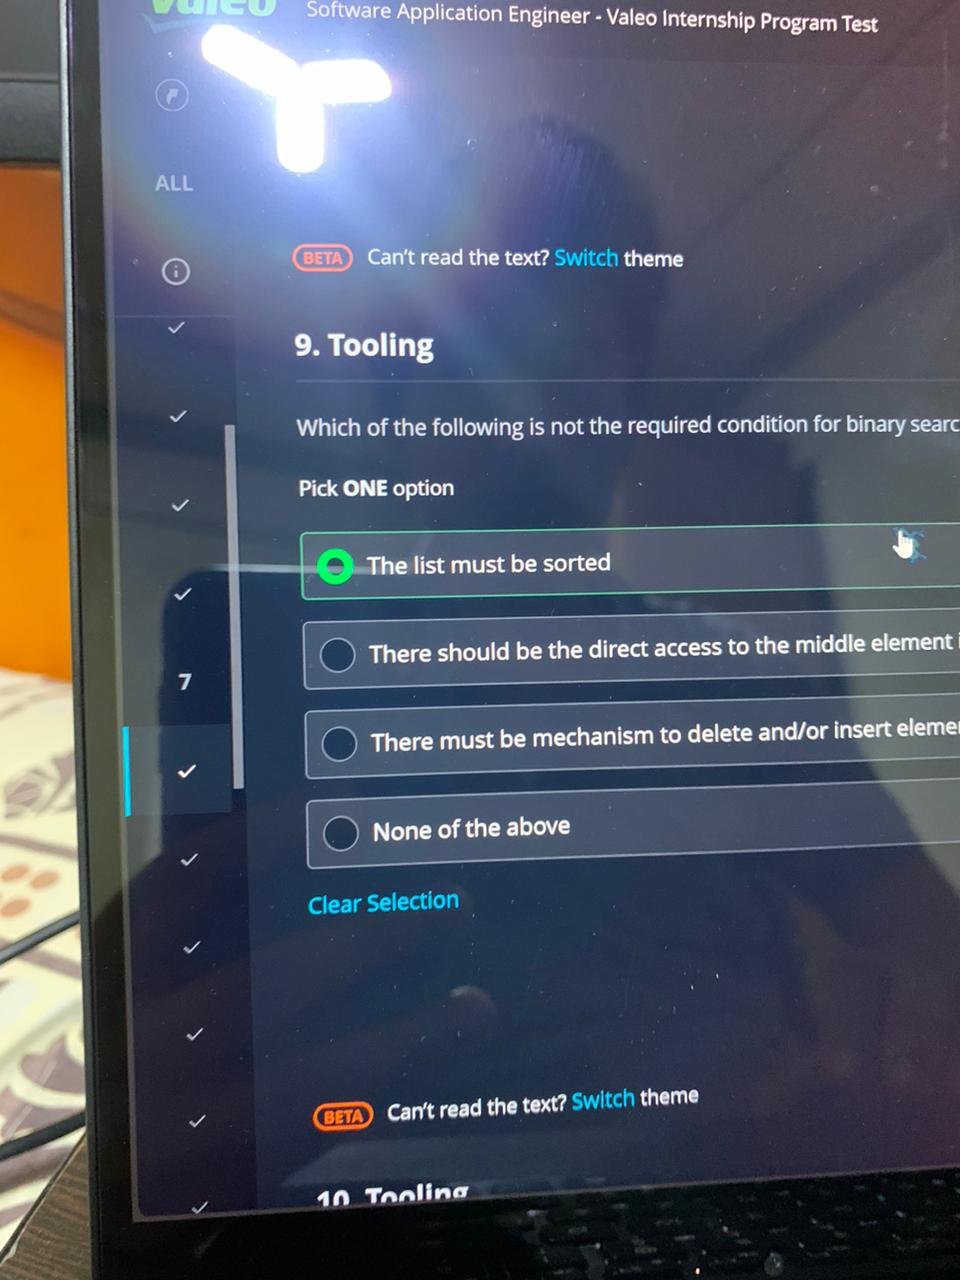 Valeo
Software Application Engineer - Valeo Internship Program Test
ALL
BETA Can't read the text? Switch theme
9. Tooling
Which of the following is not the required condition for binary searc
Pick ONE option
The list must be sorted
There should be the direct access to the middle element i
7
There must be mechanism to delete and/or insert eleme
None of the above
Clear Selection
BETA Can't read the text? Switch theme
10. Tooling